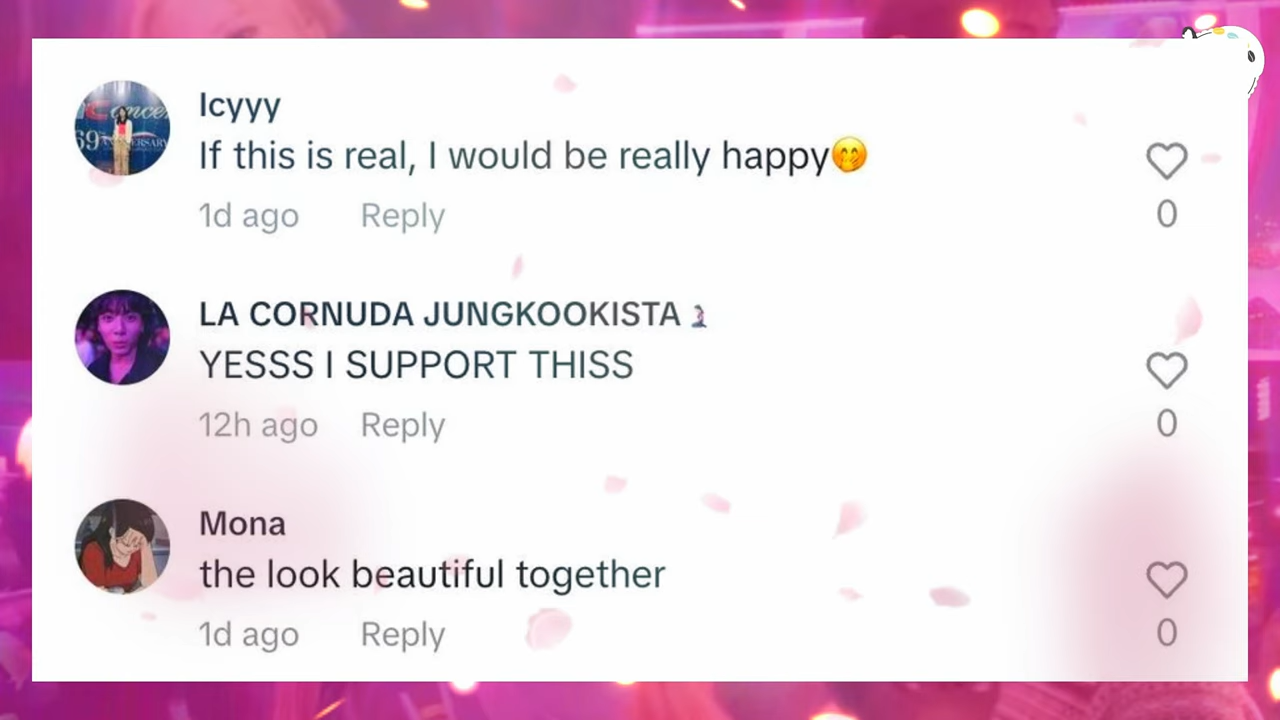 Icyyy
If this is real, I would be really happy🤭
1d ago Reply
0
LA CORNUDA JUNGKOOKISTA
YESSS I SUPPORT THISS
12h ago Reply
0
Mona
the look beautiful together
1d ago Reply
0